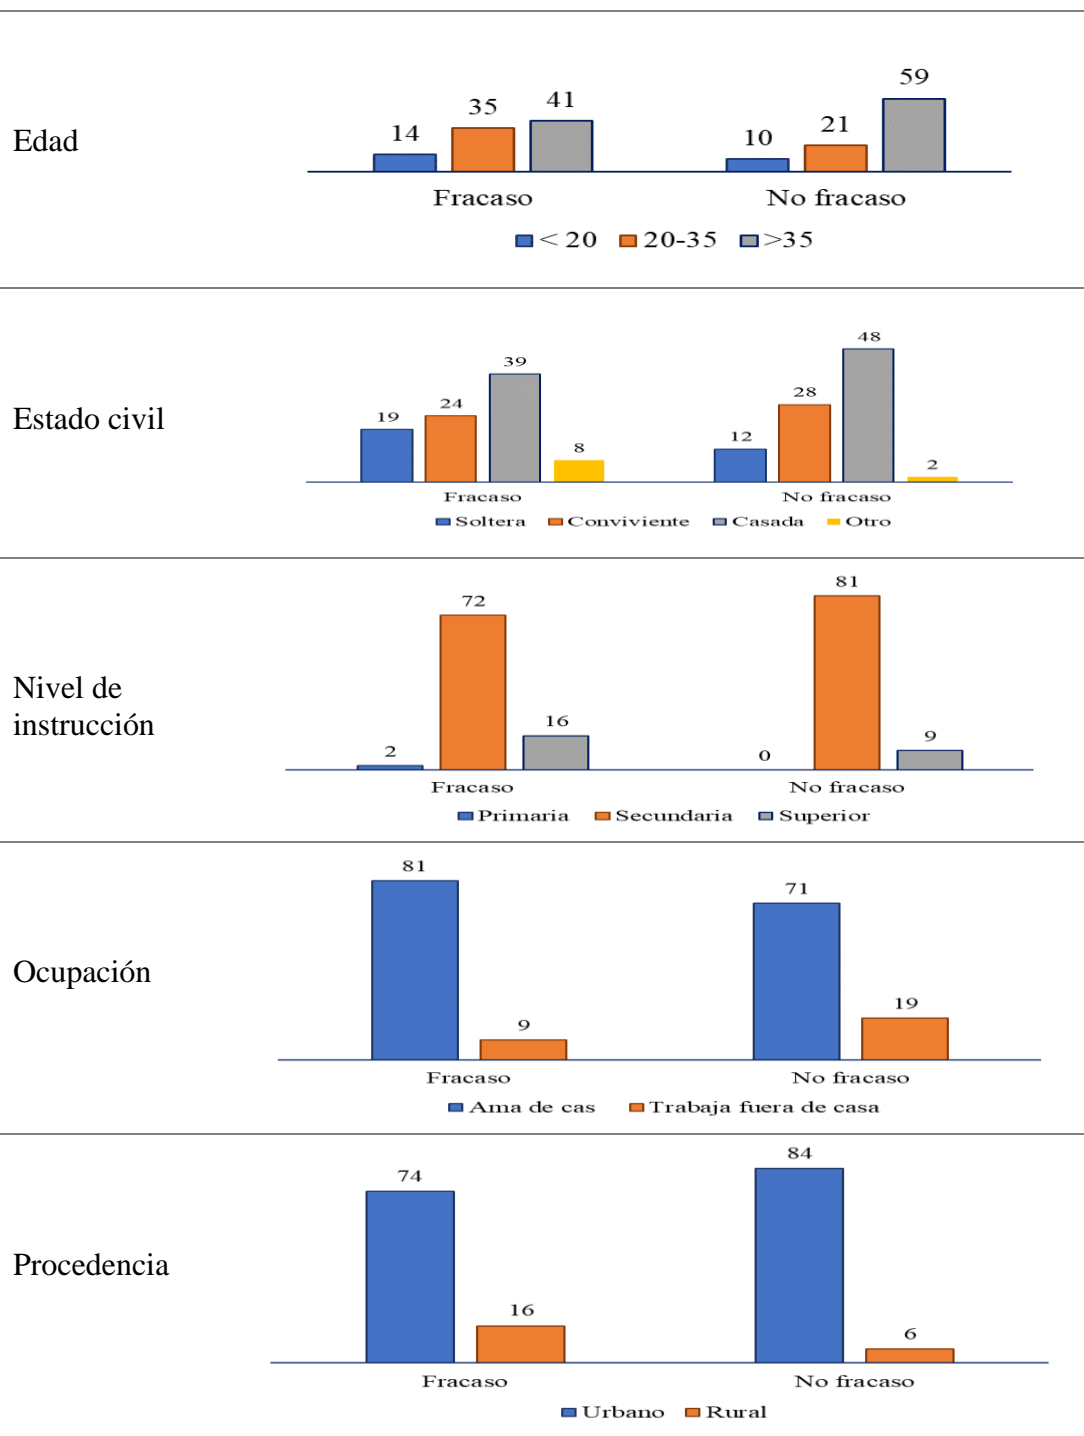 Edad
14 35 41 10 21 59
Fracaso No fracaso
< 20 20-35 >35
Estado civil
19 24 39 8 12 28 48 2
Fracaso No fracaso
Soltera Conviviente Casada Otro
Nivel de
instrucción
2 72 16 0 81 9
Fracaso No fracaso
Primaria Secundaria Superior
Ocupación
81 9 71 19
Fracaso No fracaso
Ama de cas Trabaja fuera de casa
Procedencia
74 16 84 6
Fracaso No fracaso
Urbano Rural